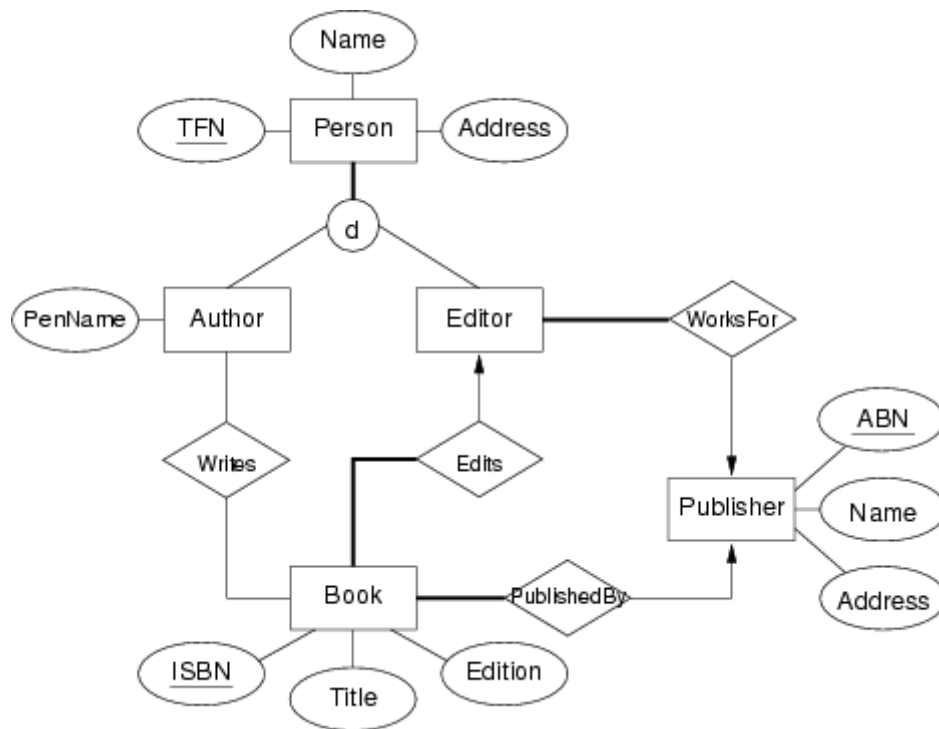 Name
TFN
Person
Address
d
PenName
Author
Editor
WorksFor
ABN
Writes
Edits
Publisher
Name
Book
PublishedBy
Address
ISBN
Title
Edition